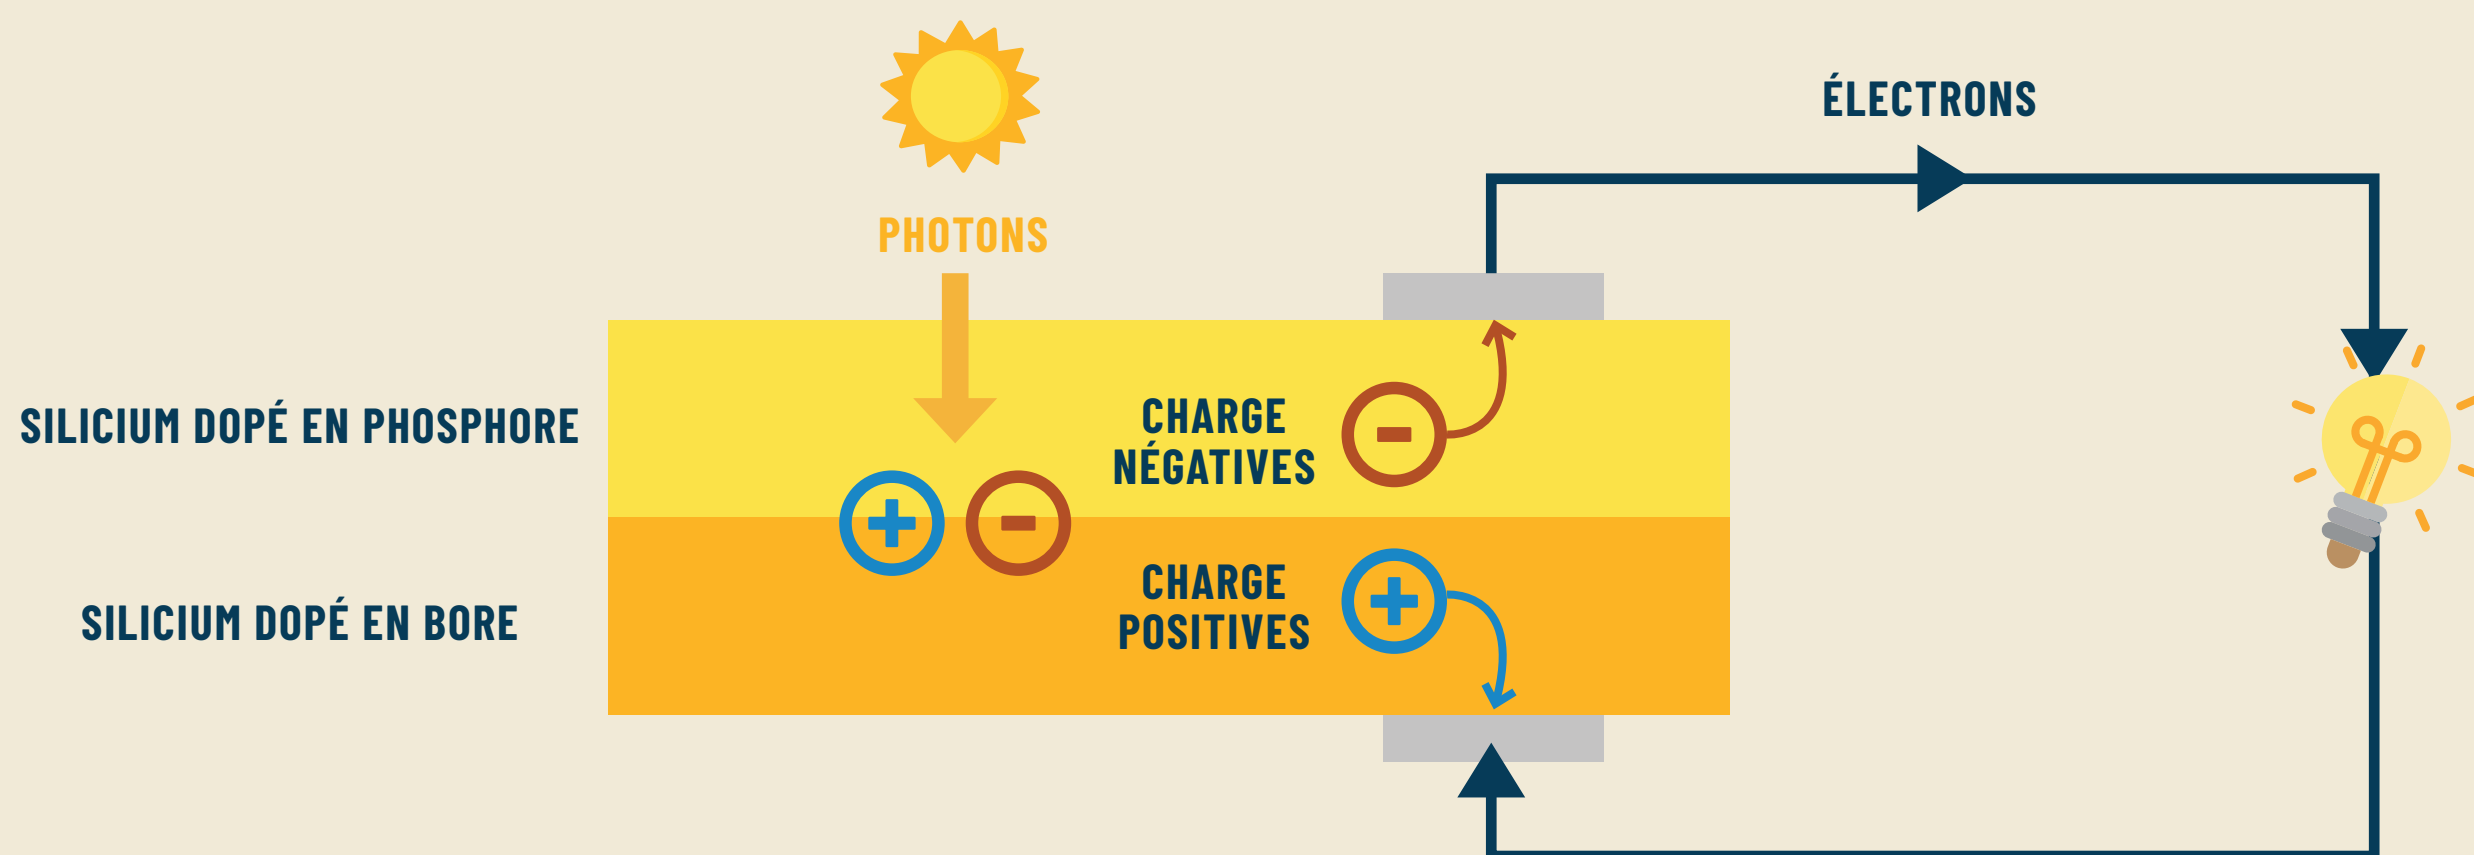 ÉLECTRONS
PHOTONS
SILICIUM DOPÉ EN PHOSPHORE
CHARGE
NÉGATIVES
SILICIUM DOPÉ EN BORE
CHARGE
POSITIVES